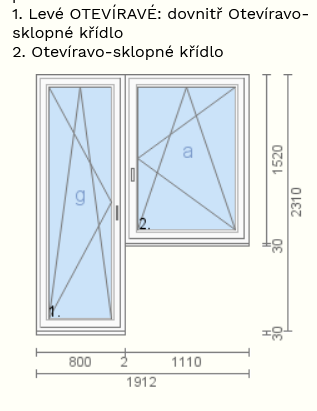 1. Levé OTEVÍRAVÉ: dovnitř Otevíravo-
sklopné křídlo
2. Otevíravo-sklopné křídlo
a
g
2.
1.
1520
2310
30
30
800 2 1110
1912